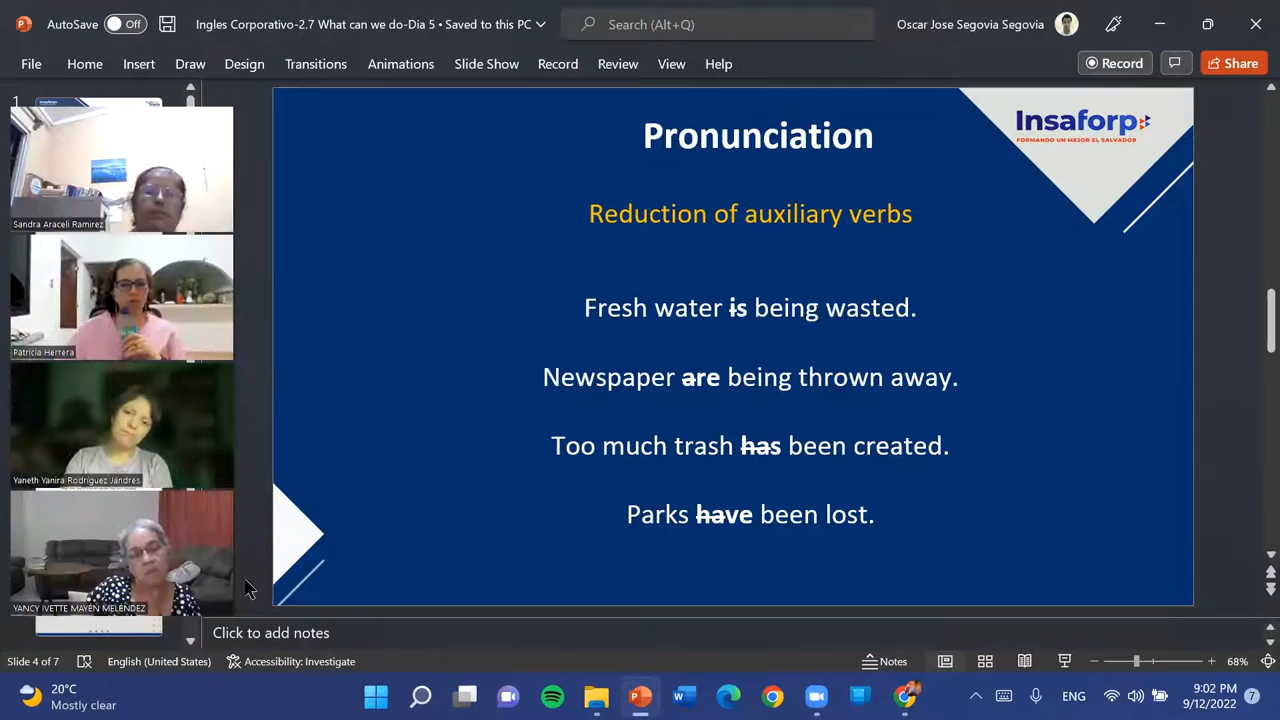 AutoSave Off Ingles Corporativo-2.7 What can we do-Dia 5 • Saved to this PC Search (Alt+Q) Oscar Jose Segovia Segovia
File Home Insert Draw Design Transitions Animations Slide Show Record Review View Help Record Share
1
Sandra Araceli Ramirez
Patricia Herrera
Yaneth Yanira Rodriguez Jandres
YANCY IVETTE MAYEN MELENDEZ
Insaforp
FORMANDO UN MEJOR EL SALVADOR
Pronunciation
Reduction of auxiliary verbs
Fresh water is being wasted.
Newspaper are being thrown away.
Too much trash has been created.
Parks have been lost.
Click to add notes
Slide 4 of 7 English (United States) Accessibility: Investigate Notes 68%
20°C
Mostly clear
ENG
9:02 PM
9/12/2022
7